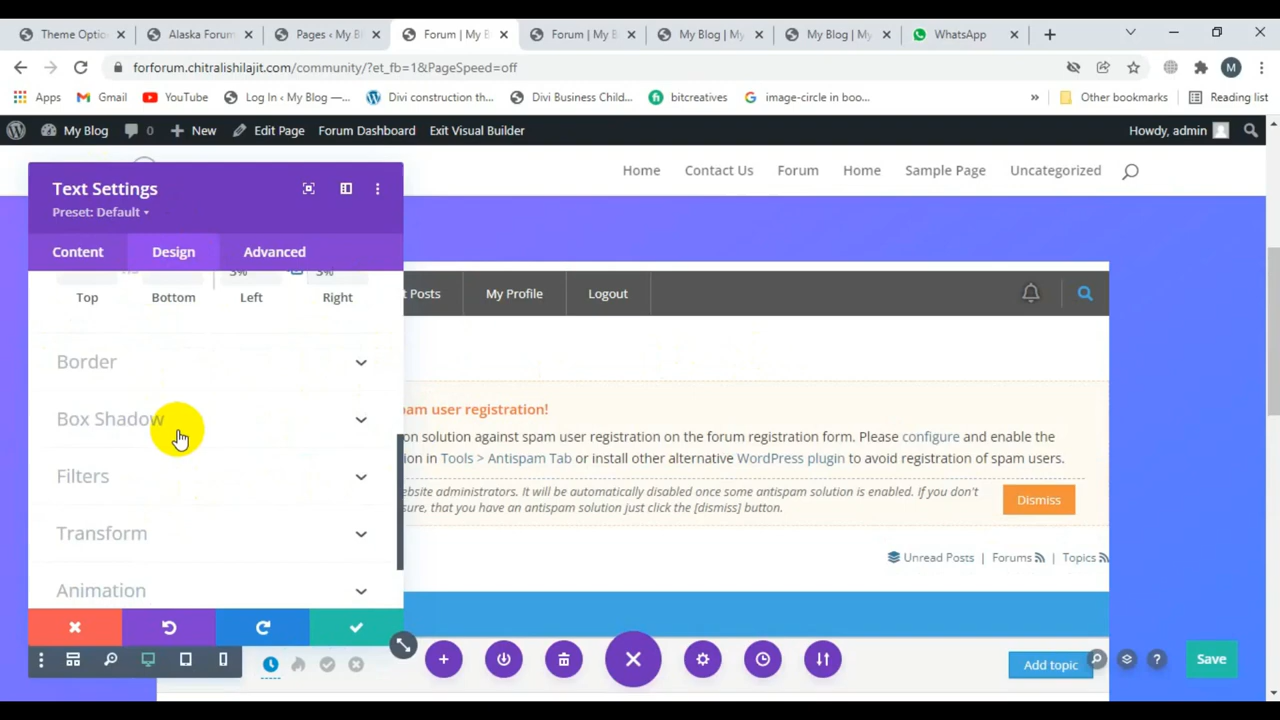 Theme Optio
Alaska Forum
Pages ‹ My Bl
Forum | My B
Forum | My B
My Blog | My
My Blog | My
WhatsApp
forforum.chitralishilajit.com/community/?et_fb=1&PageSpeed=off
M
Apps
Gmail
YouTube
Log In ‹ My Blog —...
Divi construction th...
Divi Business Child...
bitcreatives
image-circle in boo...
»
Other bookmarks
Reading list
My Blog
0
New
Edit Page
Forum Dashboard
Exit Visual Builder
Howdy, admin
Home
Contact Us
Forum
Home
Sample Page
Uncategorized
Text Settings
Preset: Default
Content
Design
Advanced
3%
3%
Top
Bottom
Left
Right
Border
Box Shadow
Filters
Transform
Animation
t Posts
My Profile
Logout
am user registration!
on solution against spam user registration on the forum registration form. Please configure and enable the
tion in Tools > Antispam Tab or install other alternative WordPress plugin to avoid registration of spam users.
ebsite administrators. It will be automatically disabled once some antispam solution is enabled. If you don't
sure, that you have an antispam solution just click the [dismiss] button.
Dismiss
Unread Posts | Forums | Topics
Add topic
?
Save